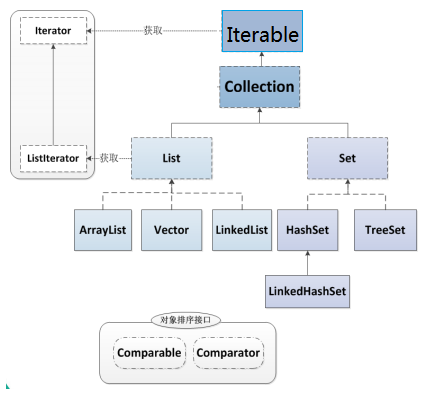 Iterator
获取
Iterable
Collection
ListIterator
获取
List
Set
ArrayList
Vector
LinkedList
HashSet
TreeSet
LinkedHashSet
对象排序接口
Comparable
Comparator